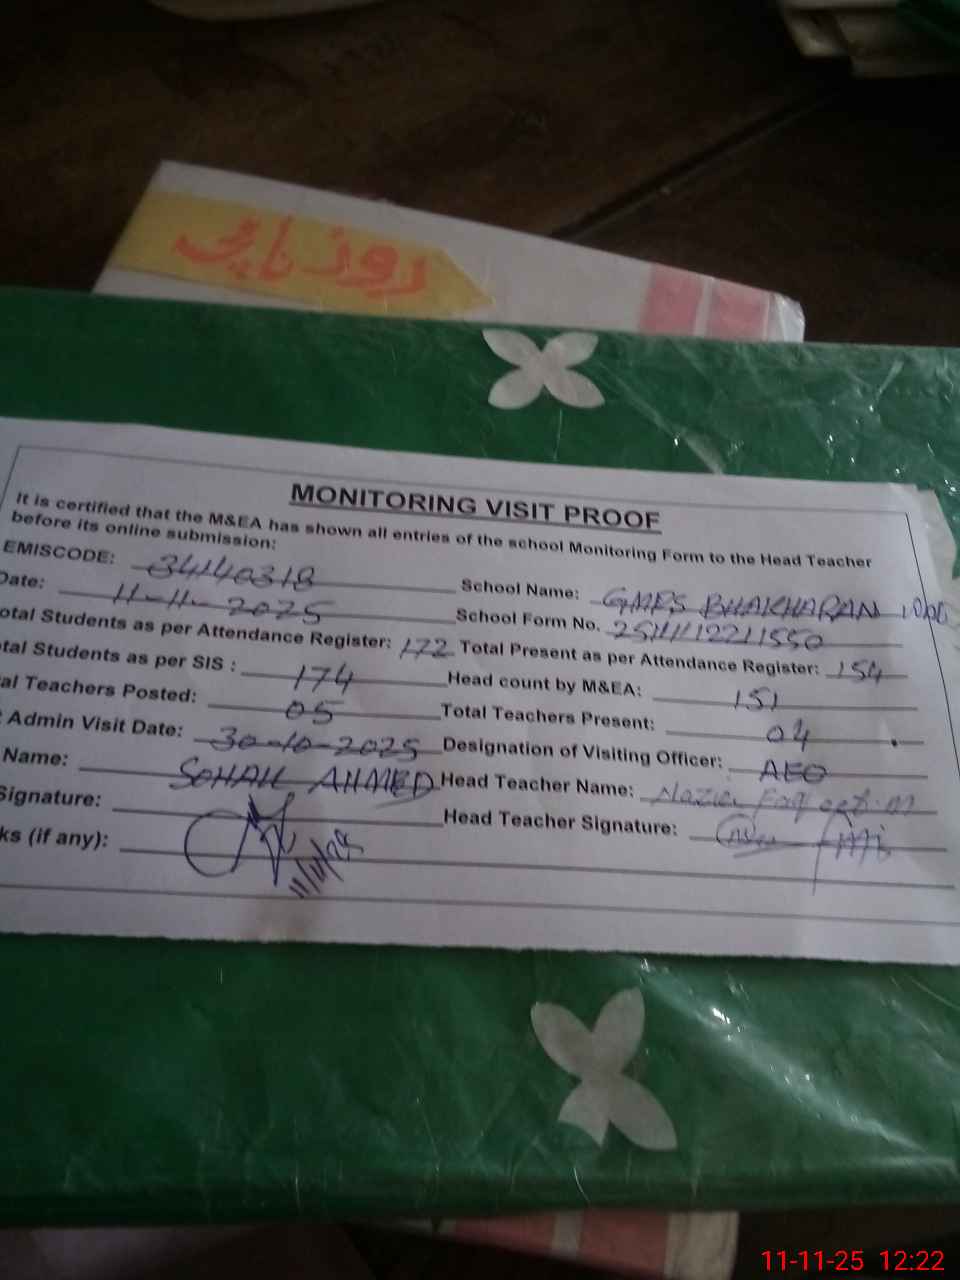 روزنامچہ
MONITORING VISIT PROOF
It is certified that the M&EA has shown all entries of the school Monitoring Form to the Head Teacher
before its online submission:
EMISCODE: 34140318 School Name: GMPS BHAKHARAN
Date: 11-11-2025 School Form No.
otal Students as per Attendance Register: 172 Total Present as per Attendance Register: 154
tal Students as per SIS : 174 Head count by M&EA: 151
al Teachers Posted: 05 Total Teachers Present: 04
t Admin Visit Date: 30-10-2025 Designation of Visiting Officer: AEO
Name: SOHAIL AHMED Head Teacher Name: Nazia
Signature: Head Teacher Signature:
ks (if any): 11/11/25
11-11-25 12:22